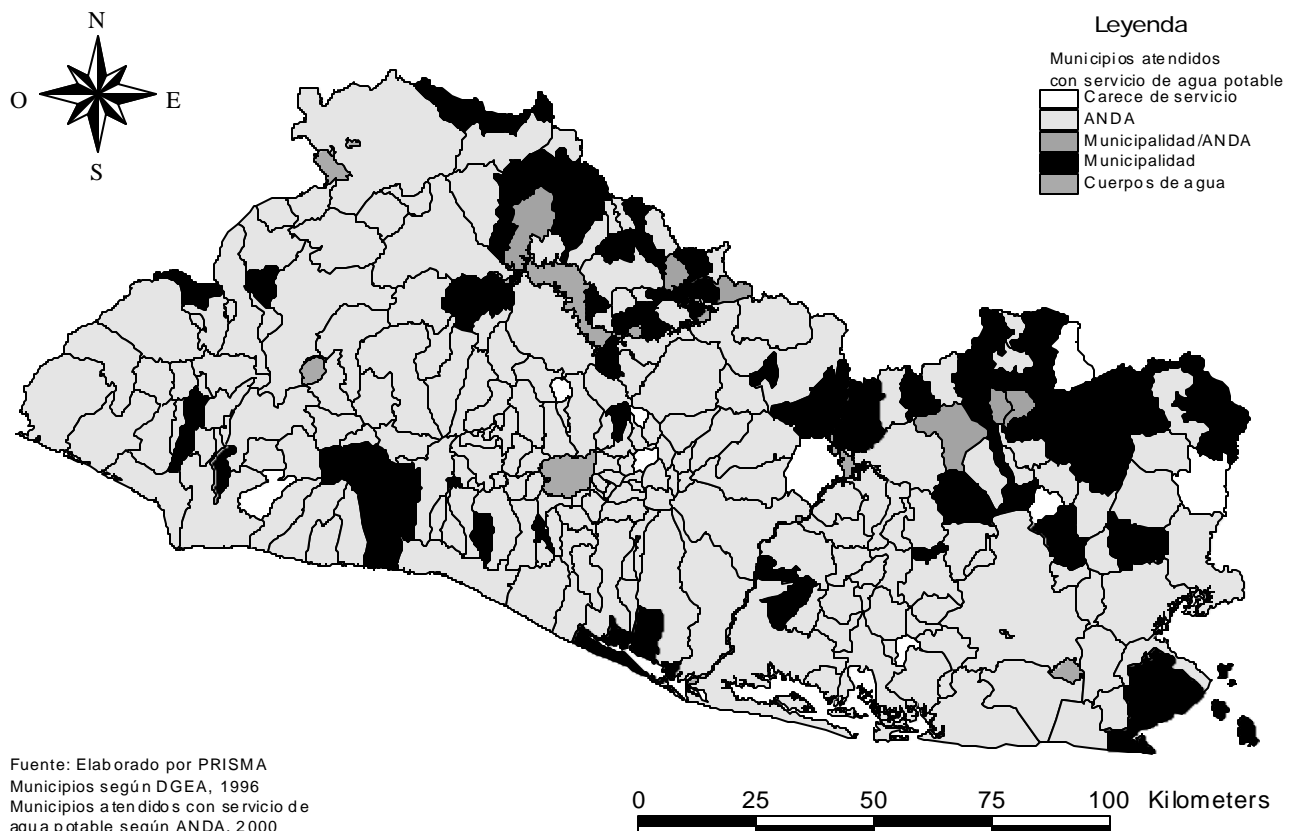 N
O
E
S
Leyenda
Municipios atendidos
con servicio de agua potable
Carece de servicio
ANDA
Municipalidad/ANDA
Municipalidad
Cuerpos de agua
Fuente: Elaborado por PRISMA
Municipios según DGEA, 1996
Municipios atendidos con servicio de
agua potable según ANDA, 2000
0 25 50 75 100 Kilometers